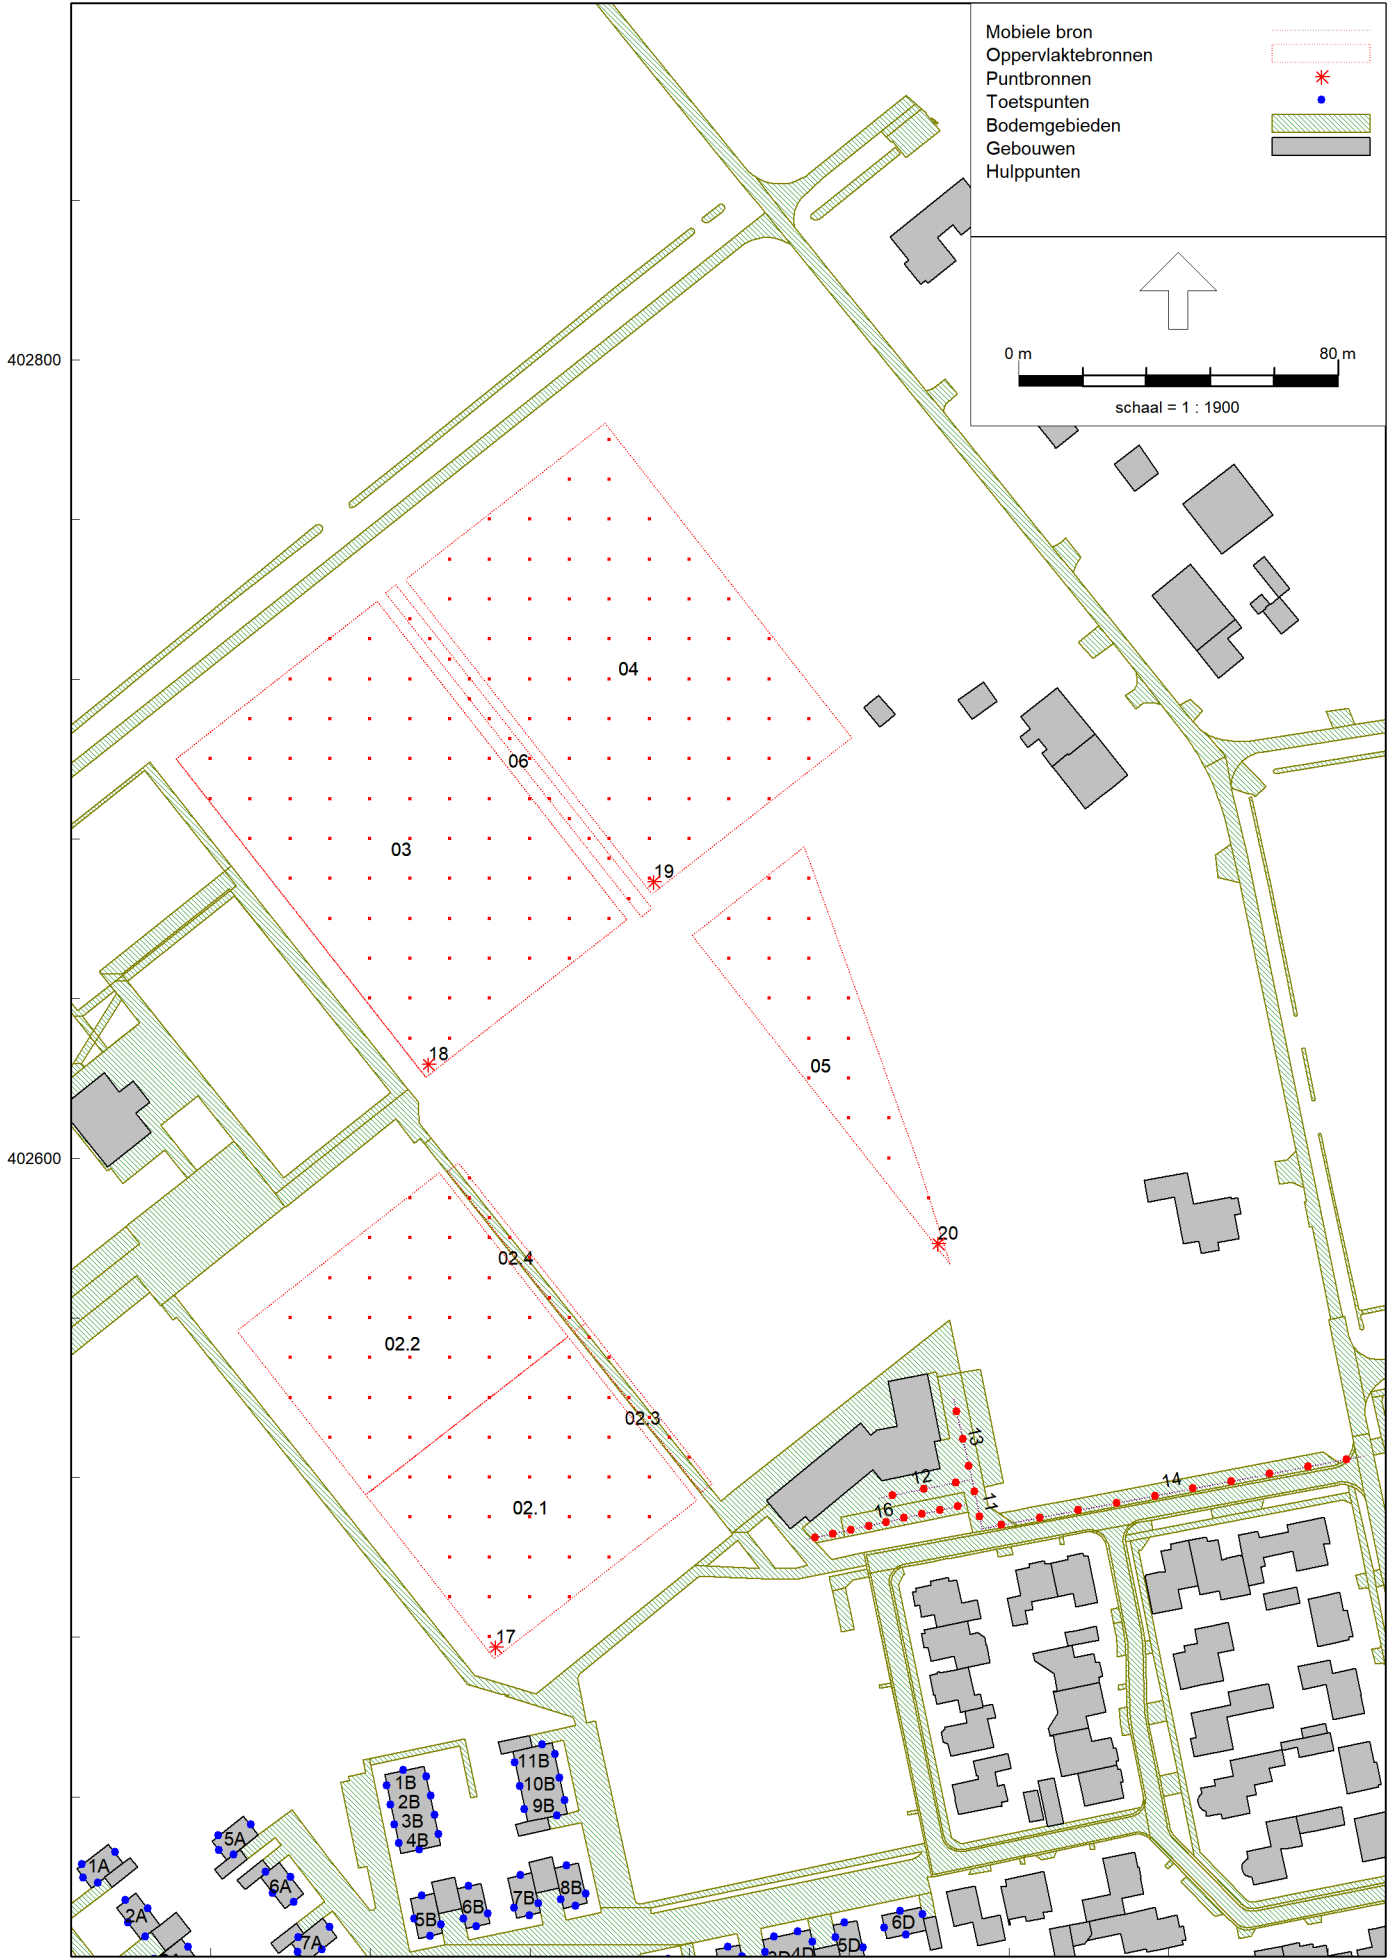 Mobiele bron
Oppervlaktebronnen
Puntbronnen
Toetspunten
Bodemgebieden
Gebouwen
Hulppunten
0 m 80 m
schaal = 1 : 1900
402800
04
06
03
19
18
05
402600
20
02.4
02.2
02.3
13
14
12
11
16
02.1
17
11B
1B
10B
2B
9B
3B
4B
5A
1A
6A
8B
7B
6B
2A
5B
6D
7A
5D
4D